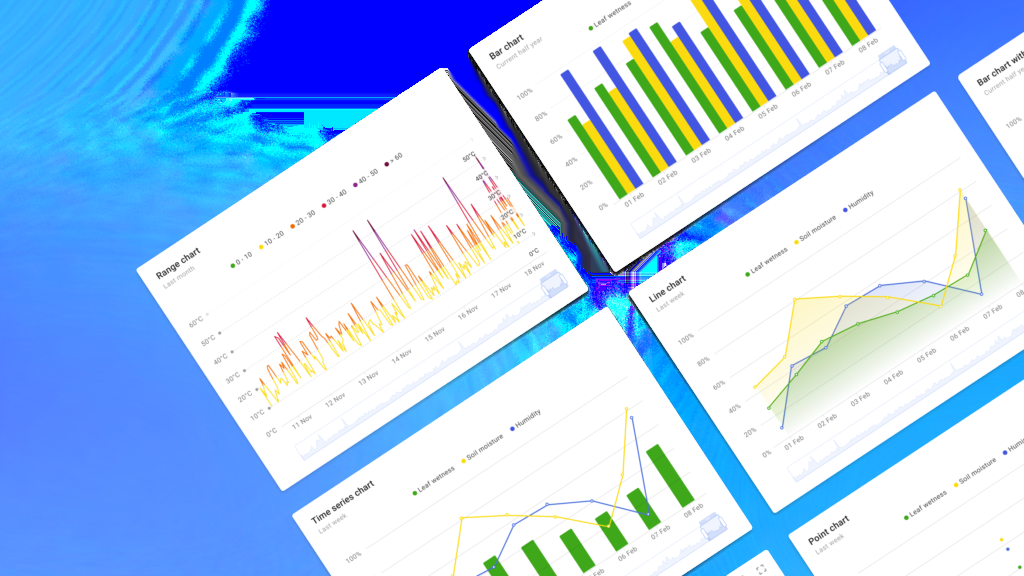 Bar chart
Current half year
Leaf wetness
100%
80%
60%
40%
20%
0%
01 Feb
02 Feb
03 Feb
04 Feb
05 Feb
06 Feb
07 Feb
08 Feb
Bar chart with
Current half
100%
Range chart
Last month
0 - 10
10 - 20
20 - 30
30 - 40
40 - 50
> 60
60°C
50°C
40°C
30°C
20°C
10°C
0°C
50°C
40°C
30°C
20°C
10°C
0°C
11 Nov
12 Nov
13 Nov
14 Nov
15 Nov
16 Nov
17 Nov
18 Nov
Line chart
Last week
Leaf wetness
Soil moisture
Humidity
100%
80%
60%
40%
20%
0%
01 Feb
02 Feb
03 Feb
04 Feb
05 Feb
06 Feb
07 Feb
Time series chart
Last week
Leaf wetness
Soil moisture
Humidity
100%
06 Feb
07 Feb
08 Feb
Point chart
Last week
Leaf wetness
Soil moisture